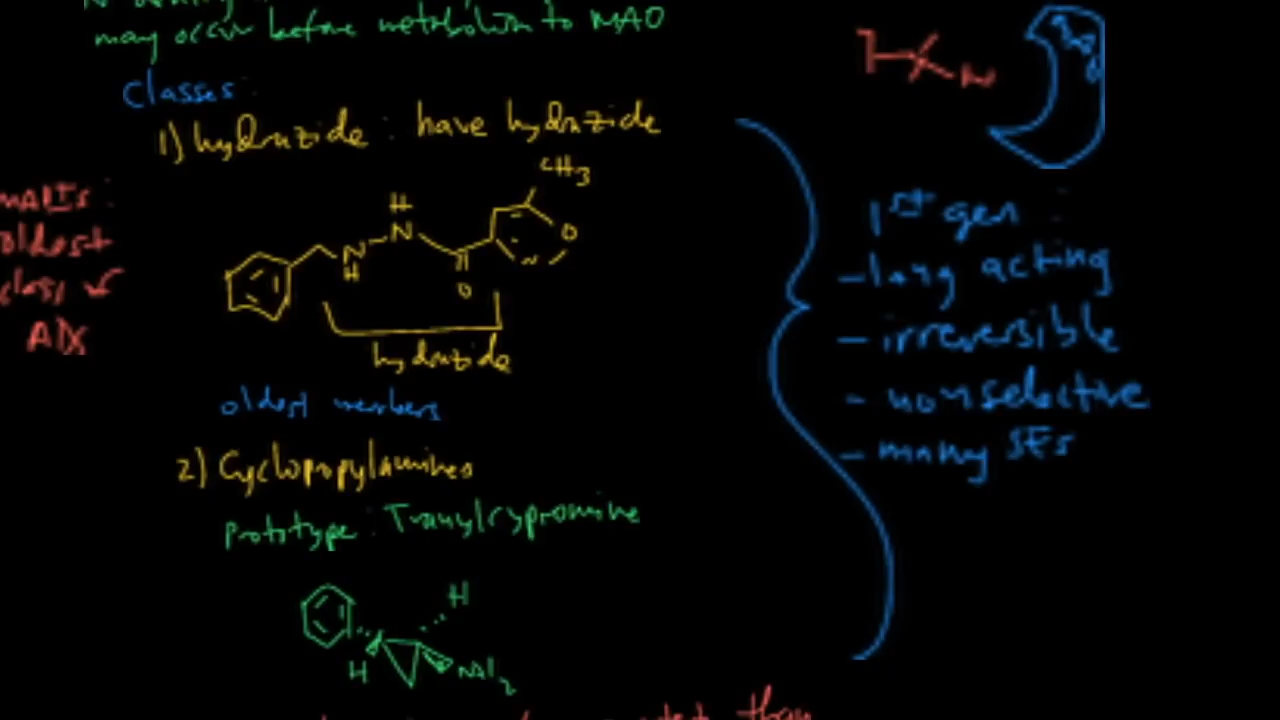 may occur before metabolism to MAO
Classes:
1) hydrazide : have hydrazide
CH3
H
N
N
H
O
O
N
hydrazide
oldest members
2) Cyclopropylamines
Prototype : Tranylcypromine
H
H
NH2
MAOIs :
oldest
class of
ADs
N
1st gen :
- long acting
- irreversible
- nonselective
- many SEs
than